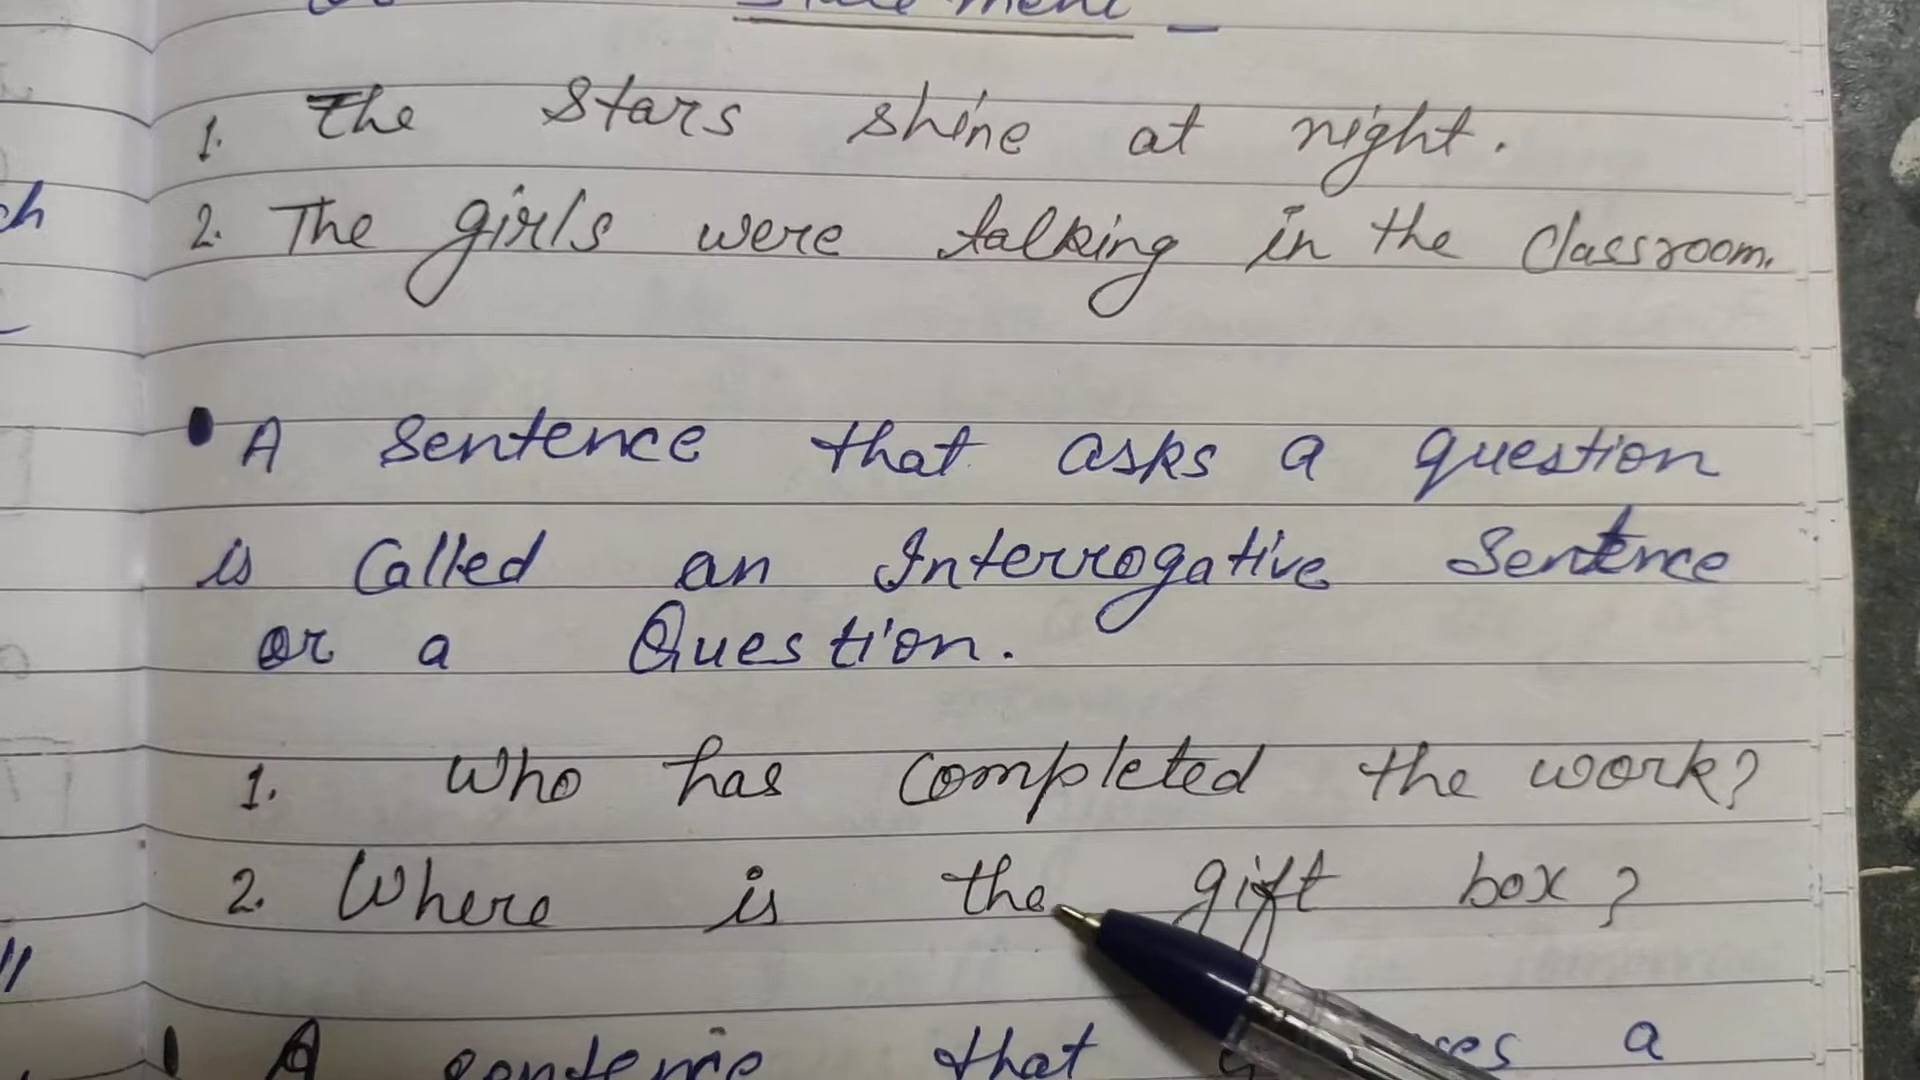 Statement
1. The Stars shine at night.
2. The girls were talking in the Classroom.
A Sentence that asks a question
is Called an Interrogative Sentence
or a Question.
1. Who has Completed the work?
2. Where is the gift box?
A sentence that a